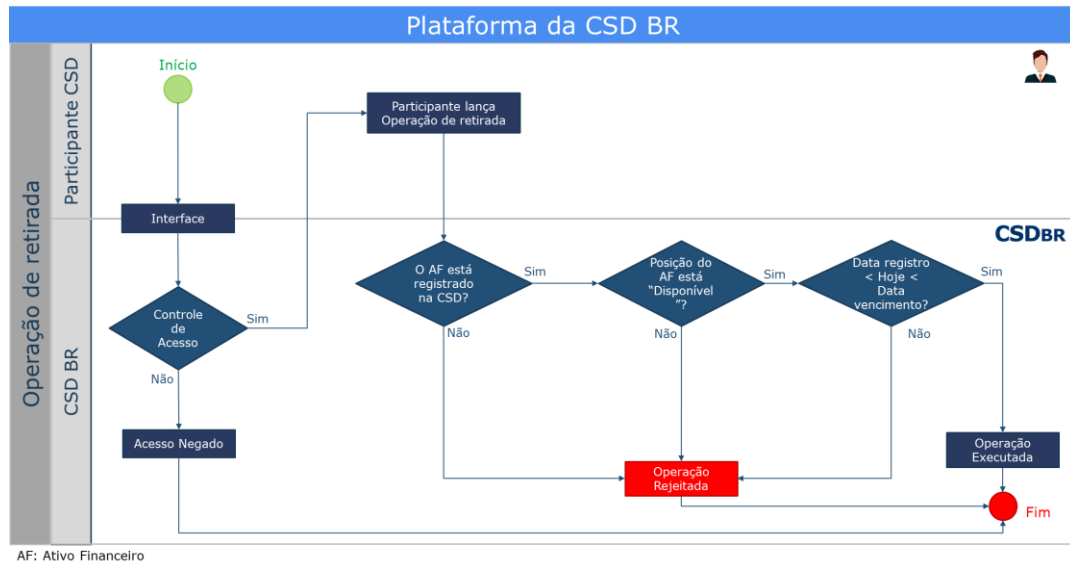 Plataforma da CSD BR
Operação de retirada
Participante CSD
CSD BR
Início
Participante lança
Operação de retirada
Interface
CSDBR
Controle
de
Acesso
Sim
Não
Acesso Negado
O AF está
registrado
na CSD?
Sim
Não
Posição do
AF está
“Disponível
”?
Sim
Não
Data registro
< Hoje <
Data
vencimento?
Sim
Não
Operação
Rejeitada
Operação
Executada
Fim
AF: Ativo Financeiro